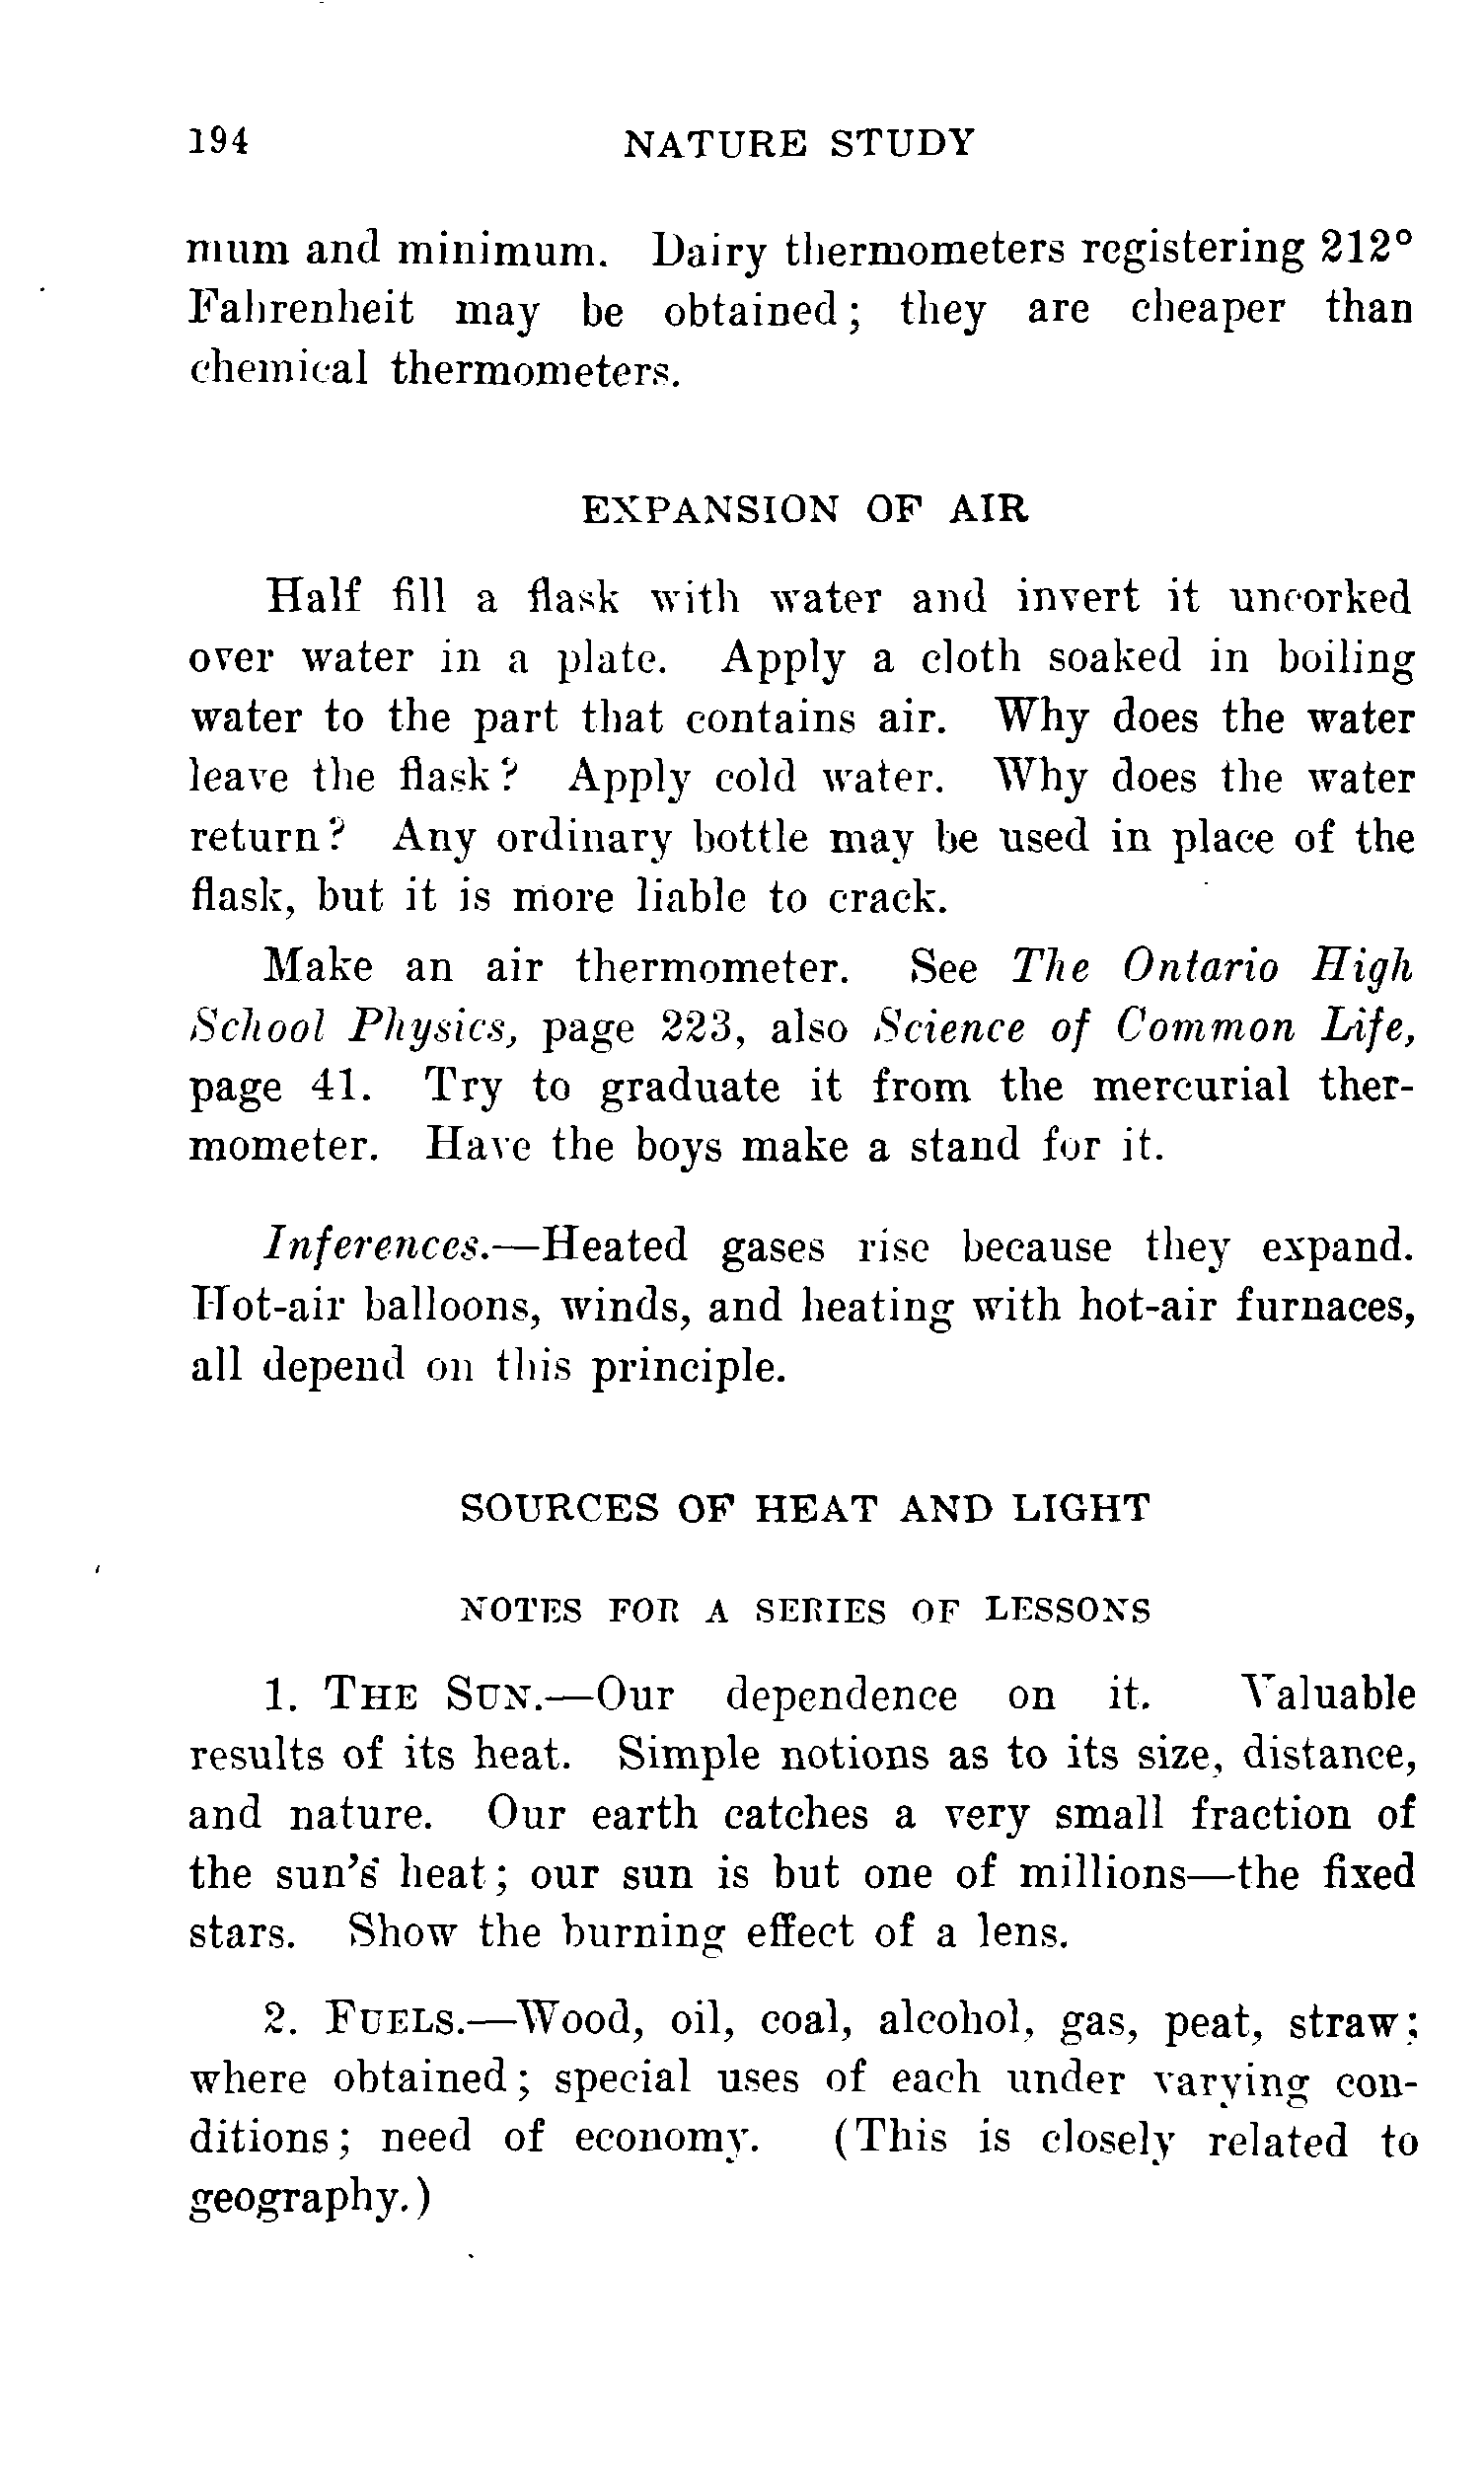 194 NATURE STUDY
mum and minimum. Dairy thermometers registering 212°
Fahrenheit may be obtained; they are cheaper than
chemical thermometers.
EXPANSION OF AIR
Half fill a flask with water and invert it uncorked
over water in a plate. Apply a cloth soaked in boiling
water to the part that contains air. Why does the water
leave the flask? Apply cold water. Why does the water
return? Any ordinary bottle may be used in place of the
flask, but it is more liable to crack.
Make an air thermometer. See The Ontario High
School Physics, page 223, also Science of Common Life,
page 41. Try to graduate it from the mercurial ther-
mometer. Have the boys make a stand for it.
Inferences.—Heated gases rise because they expand.
Hot-air balloons, winds, and heating with hot-air furnaces,
all depend on this principle.
SOURCES OF HEAT AND LIGHT
NOTES FOR A SERIES OF LESSONS
1. THE SUN.—Our dependence on it. Valuable
results of its heat. Simple notions as to its size, distance,
and nature. Our earth catches a very small fraction of
the sun's heat; our sun is but one of millions—the fixed
stars. Show the burning effect of a lens.
2. FUELS.—Wood, oil, coal, alcohol, gas, peat, straw;
where obtained; special uses of each under varying con-
ditions; need of economy. (This is closely related to
geography.)